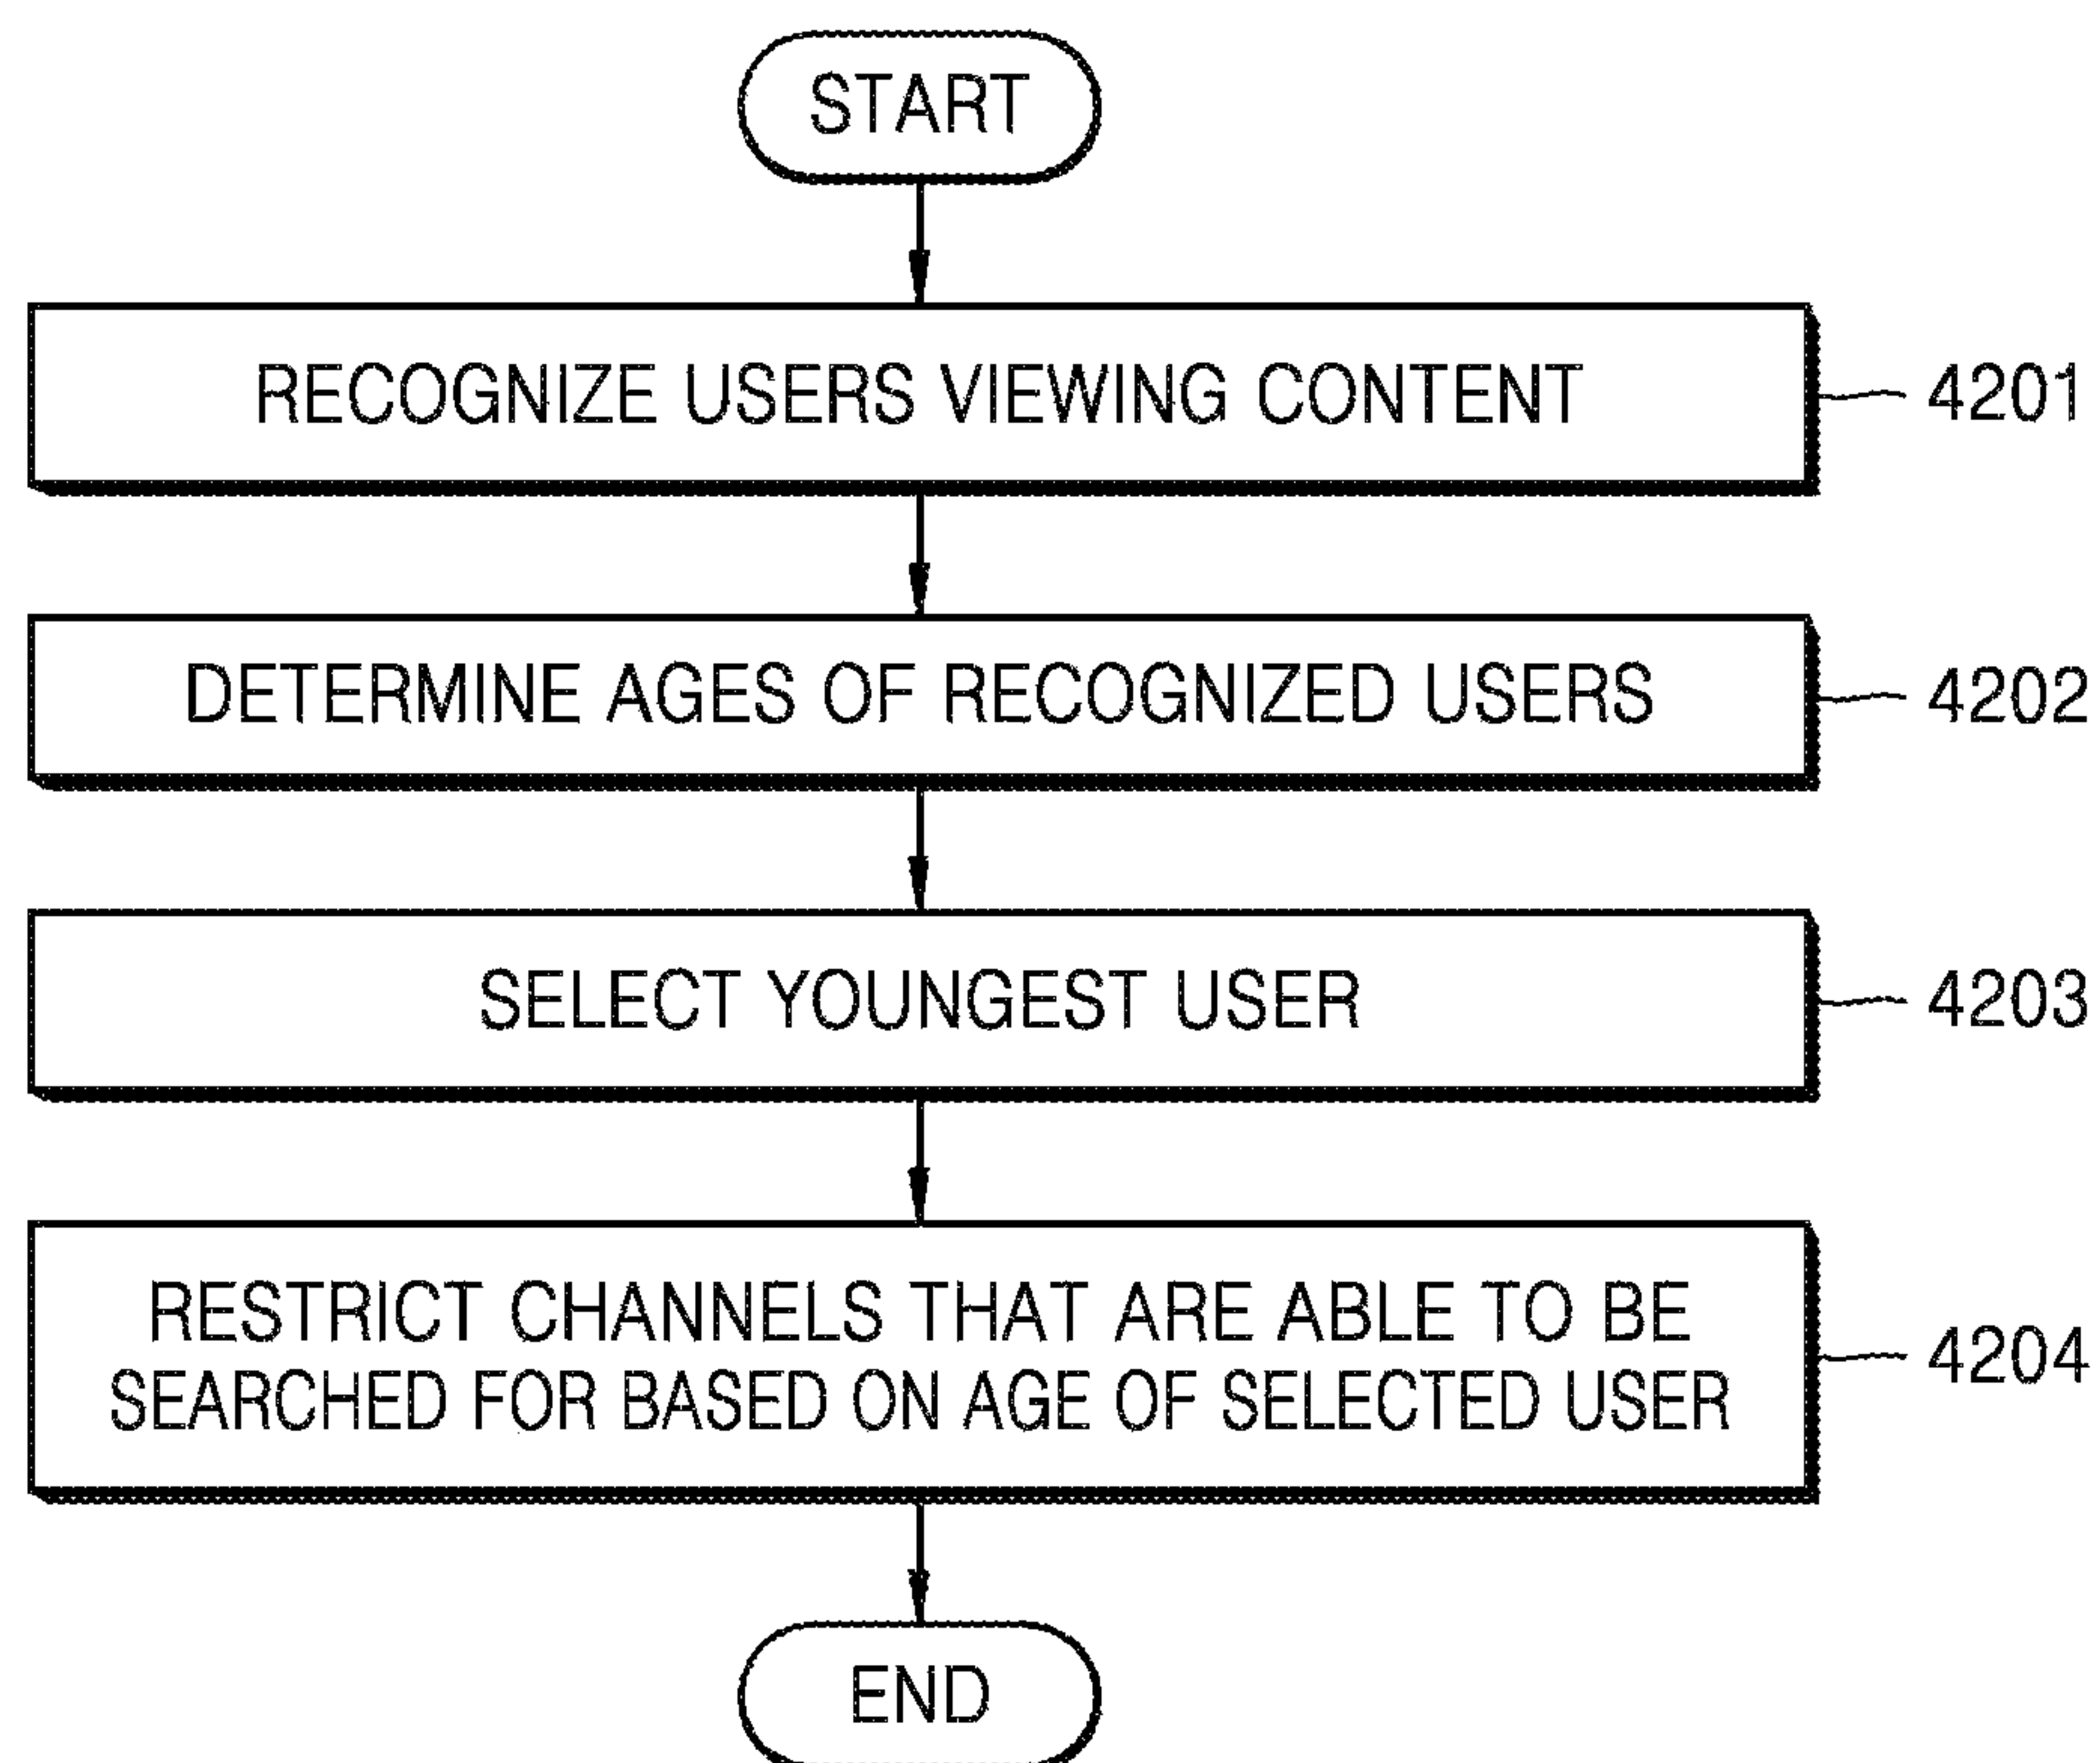 START
RECOGNIZE USERS VIEWING CONTENT
4201
DETERMINE AGES OF RECOGNIZED USERS
4202
SELECT YOUNGEST USER
4203
RESTRICT CHANNELS THAT ARE ABLE TO BE
SEARCHED FOR BASED ON AGE OF SELECTED USER
4204
END